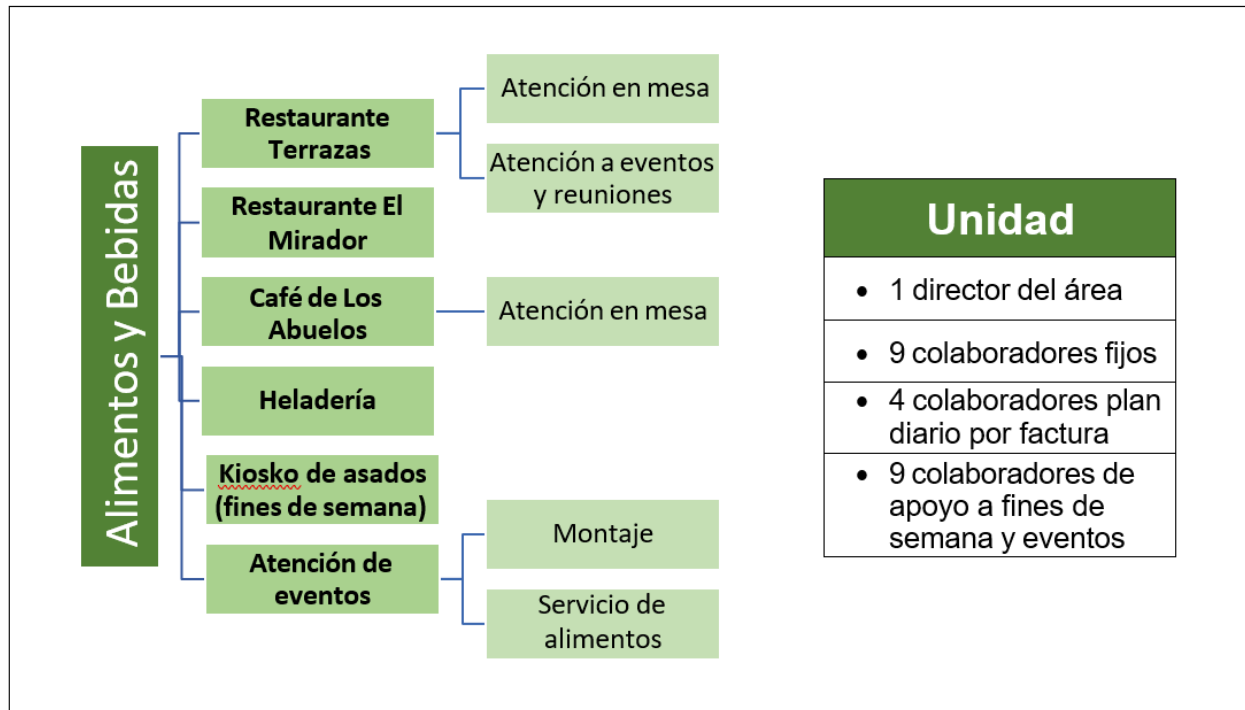 Alimentos y Bebidas
Restaurante
Terrazas
Atención en mesa
Atención a eventos
y reuniones
Restaurante El
Mirador
Café de Los
Abuelos
Atención en mesa
Heladería
Kiosko de asados
(fines de semana)
Atención de
eventos
Montaje
Servicio de
alimentos
Unidad
• 1 director del área
• 9 colaboradores fijos
• 4 colaboradores plan
diario por factura
• 9 colaboradores de
apoyo a fines de
semana y eventos